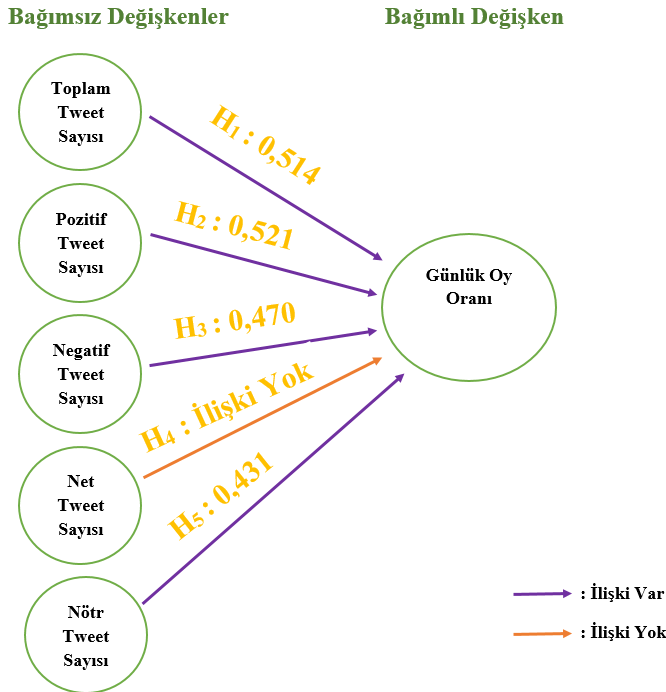 Bağımsız Değişkenler
Bağımlı Değişken
Toplam
Tweet
Sayısı
H1 : 0,514
Pozitif
Tweet
Sayısı
H2 : 0,521
Günlük Oy
Oranı
Negatif
Tweet
Sayısı
H3 : 0,470
H4 : İlişki Yok
Net
Tweet
Sayısı
H5 : 0,431
Nötr
Tweet
Sayısı
: İlişki Var
: İlişki Yok